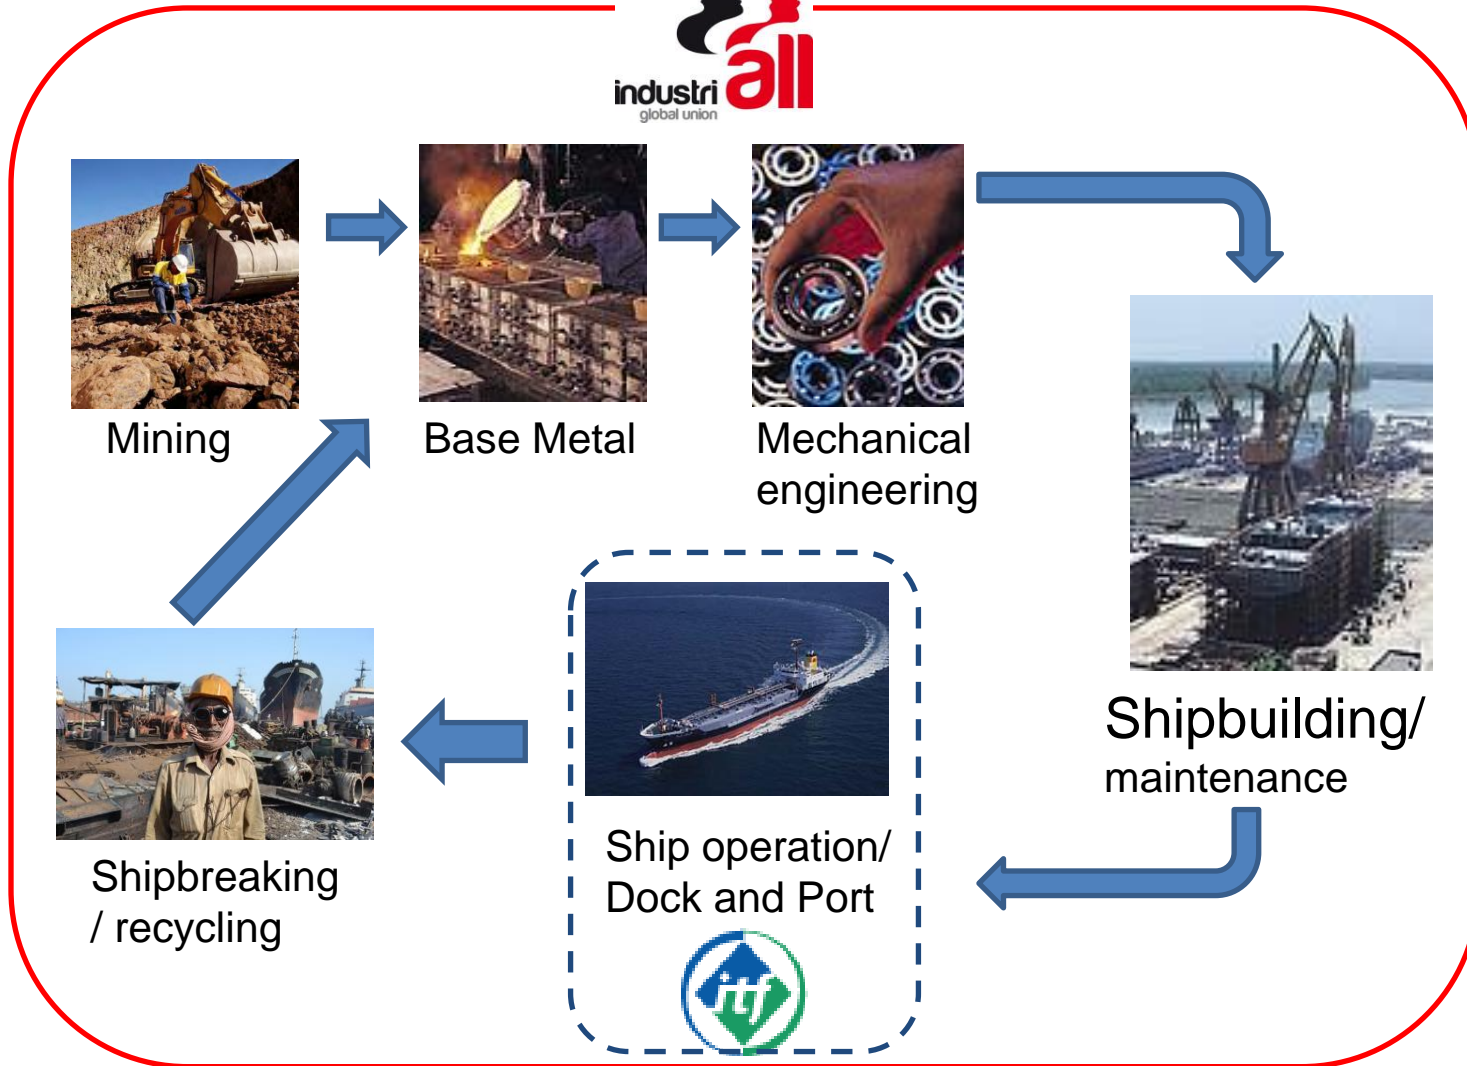 industri all
global union
Mining
Base Metal
Mechanical
engineering
Shipbuilding/
maintenance
Ship operation/
Dock and Port
itf
Shipbreaking
/ recycling